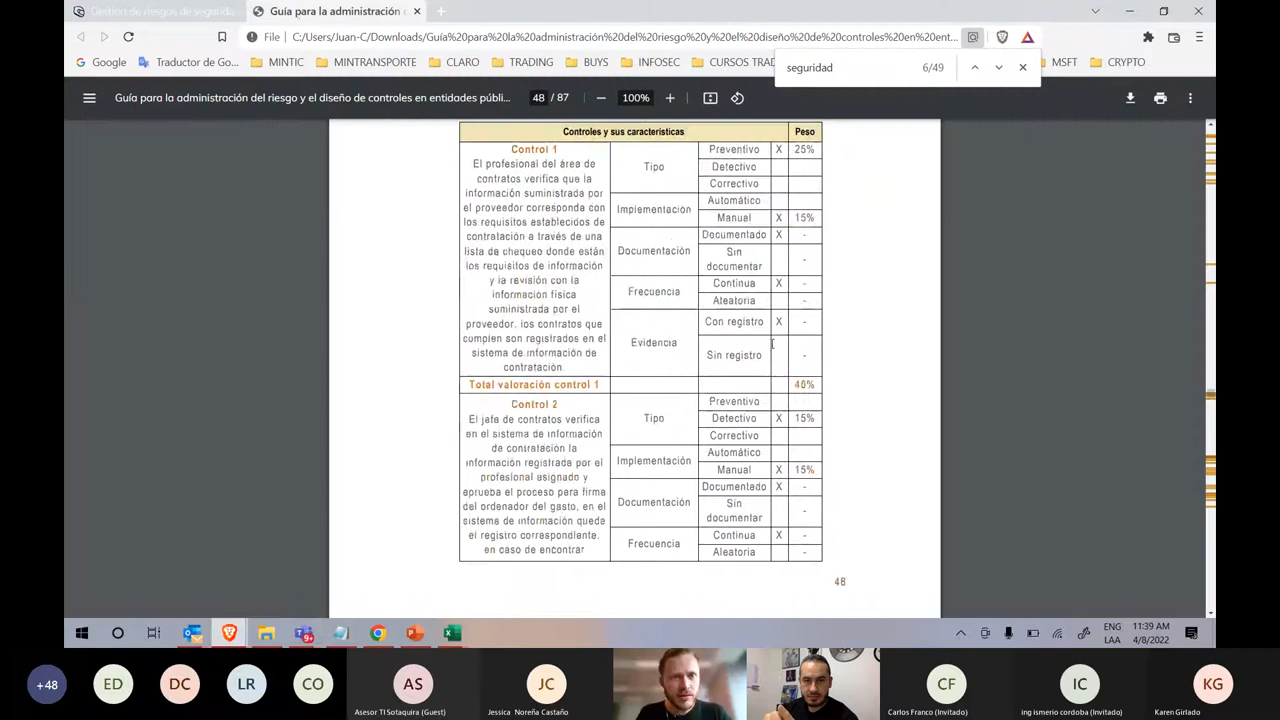 Gestión de riesgos de segurid
Guía para la administración
File
C:/Users/Juan-C/Downloads/Guía%20para%20la%20administración%20del%20riesgo%20y%20el%20diseño%20de%20controles%20en%20ent...
Google
Traductor de Go...
MINTIC
MINTRANSPORTE
CLARO
TRADING
BUYS
INFOSEC
CURSOS TRA
MSFT
CRYPTO
seguridad 6/49
Guía para la administración del riesgo y el diseño de controles en entidades públi...
48 / 87
100%
Controles y sus características Peso
Control 1
El profesional del área de
contratos verifica que la
información suministrada por
el proveedor corresponda con
los requisitos establecidos de
contratación a través de una
lista de chequeo donde están
los requisitos de información
y la revisión con la
información física
suministrada por el
proveedor, los contratos que
cumplen son registrados en el
sistema de información de
contratación.
Tipo
Preventivo X 25%
Detectivo
Correctivo
Implementación
Automático
Manual X 15%
Documentación
Documentado X -
Sin
documentar -
Frecuencia
Continua X -
Aleatoria -
Evidencia
Con registro X -
Sin registro -
Total valoración control 1 40%
Control 2
El jefe de contratos verifica
en el sistema de información
de contratación la
información registrada por el
profesional asignado y
aprueba el proceso para firma
del ordenador del gasto, en el
sistema de información queda
el registro correspondiente,
en caso de encontrar
Tipo
Preventivo
Detectivo X 15%
Correctivo
Implementación
Automático
Manual X 15%
Documentación
Documentado X -
Sin
documentar -
Frecuencia
Continua X -
Aleatoria -
48
9+
ENG
LAA
11:39 AM
4/8/2022
+48
ED
DC
LR
CO
AS
Asesor TI Sotaquira (Guest)
JC
Jessica Noreña Castaño
CF
Carlos Franco (Invitado)
IC
ing ismerio cordoba (Invitado)
KG
Karen Girlado